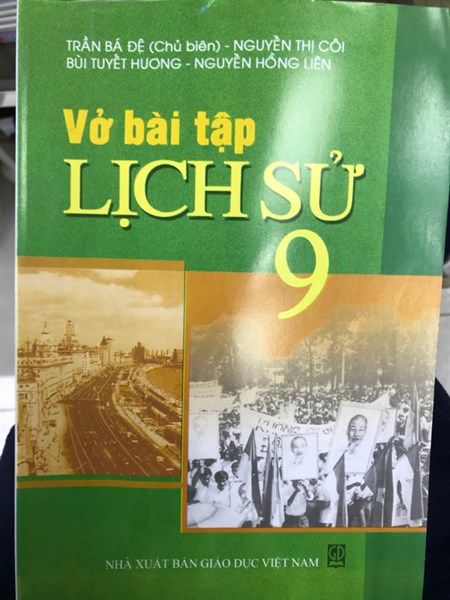 TRẦN BÁ ĐỆ (Chủ biên) - NGUYỄN THỊ CÔI
BÙI TUYẾT HƯƠNG - NGUYỄN HỒNG LIÊN
Vở bài tập
LỊCH SỬ
9
NHÀ XUẤT BẢN GIÁO DỤC VIỆT NAM